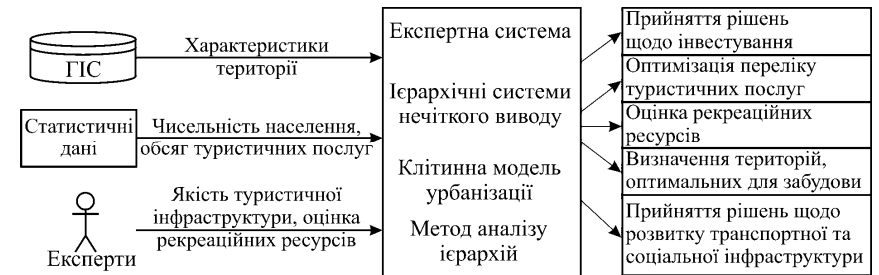 ГІС
Характеристики
території
Статистичні
дані
Чисельність населення,
обсяг туристичних послуг
Експерти
Якість туристичної
інфраструктури, оцінка
рекреаційних ресурсів
Експертна система
Ієрархічні системи
нечіткого виводу
Клітинна модель
урбанізації
Метод аналізу
ієрархій
Прийняття рішень
щодо інвестування
Оптимізація переліку
туристичних послуг
Оцінка рекреаційних
ресурсів
Визначення територій,
оптимальних для забудови
Прийняття рішень щодо
розвитку транспортної та
соціальної інфраструктури